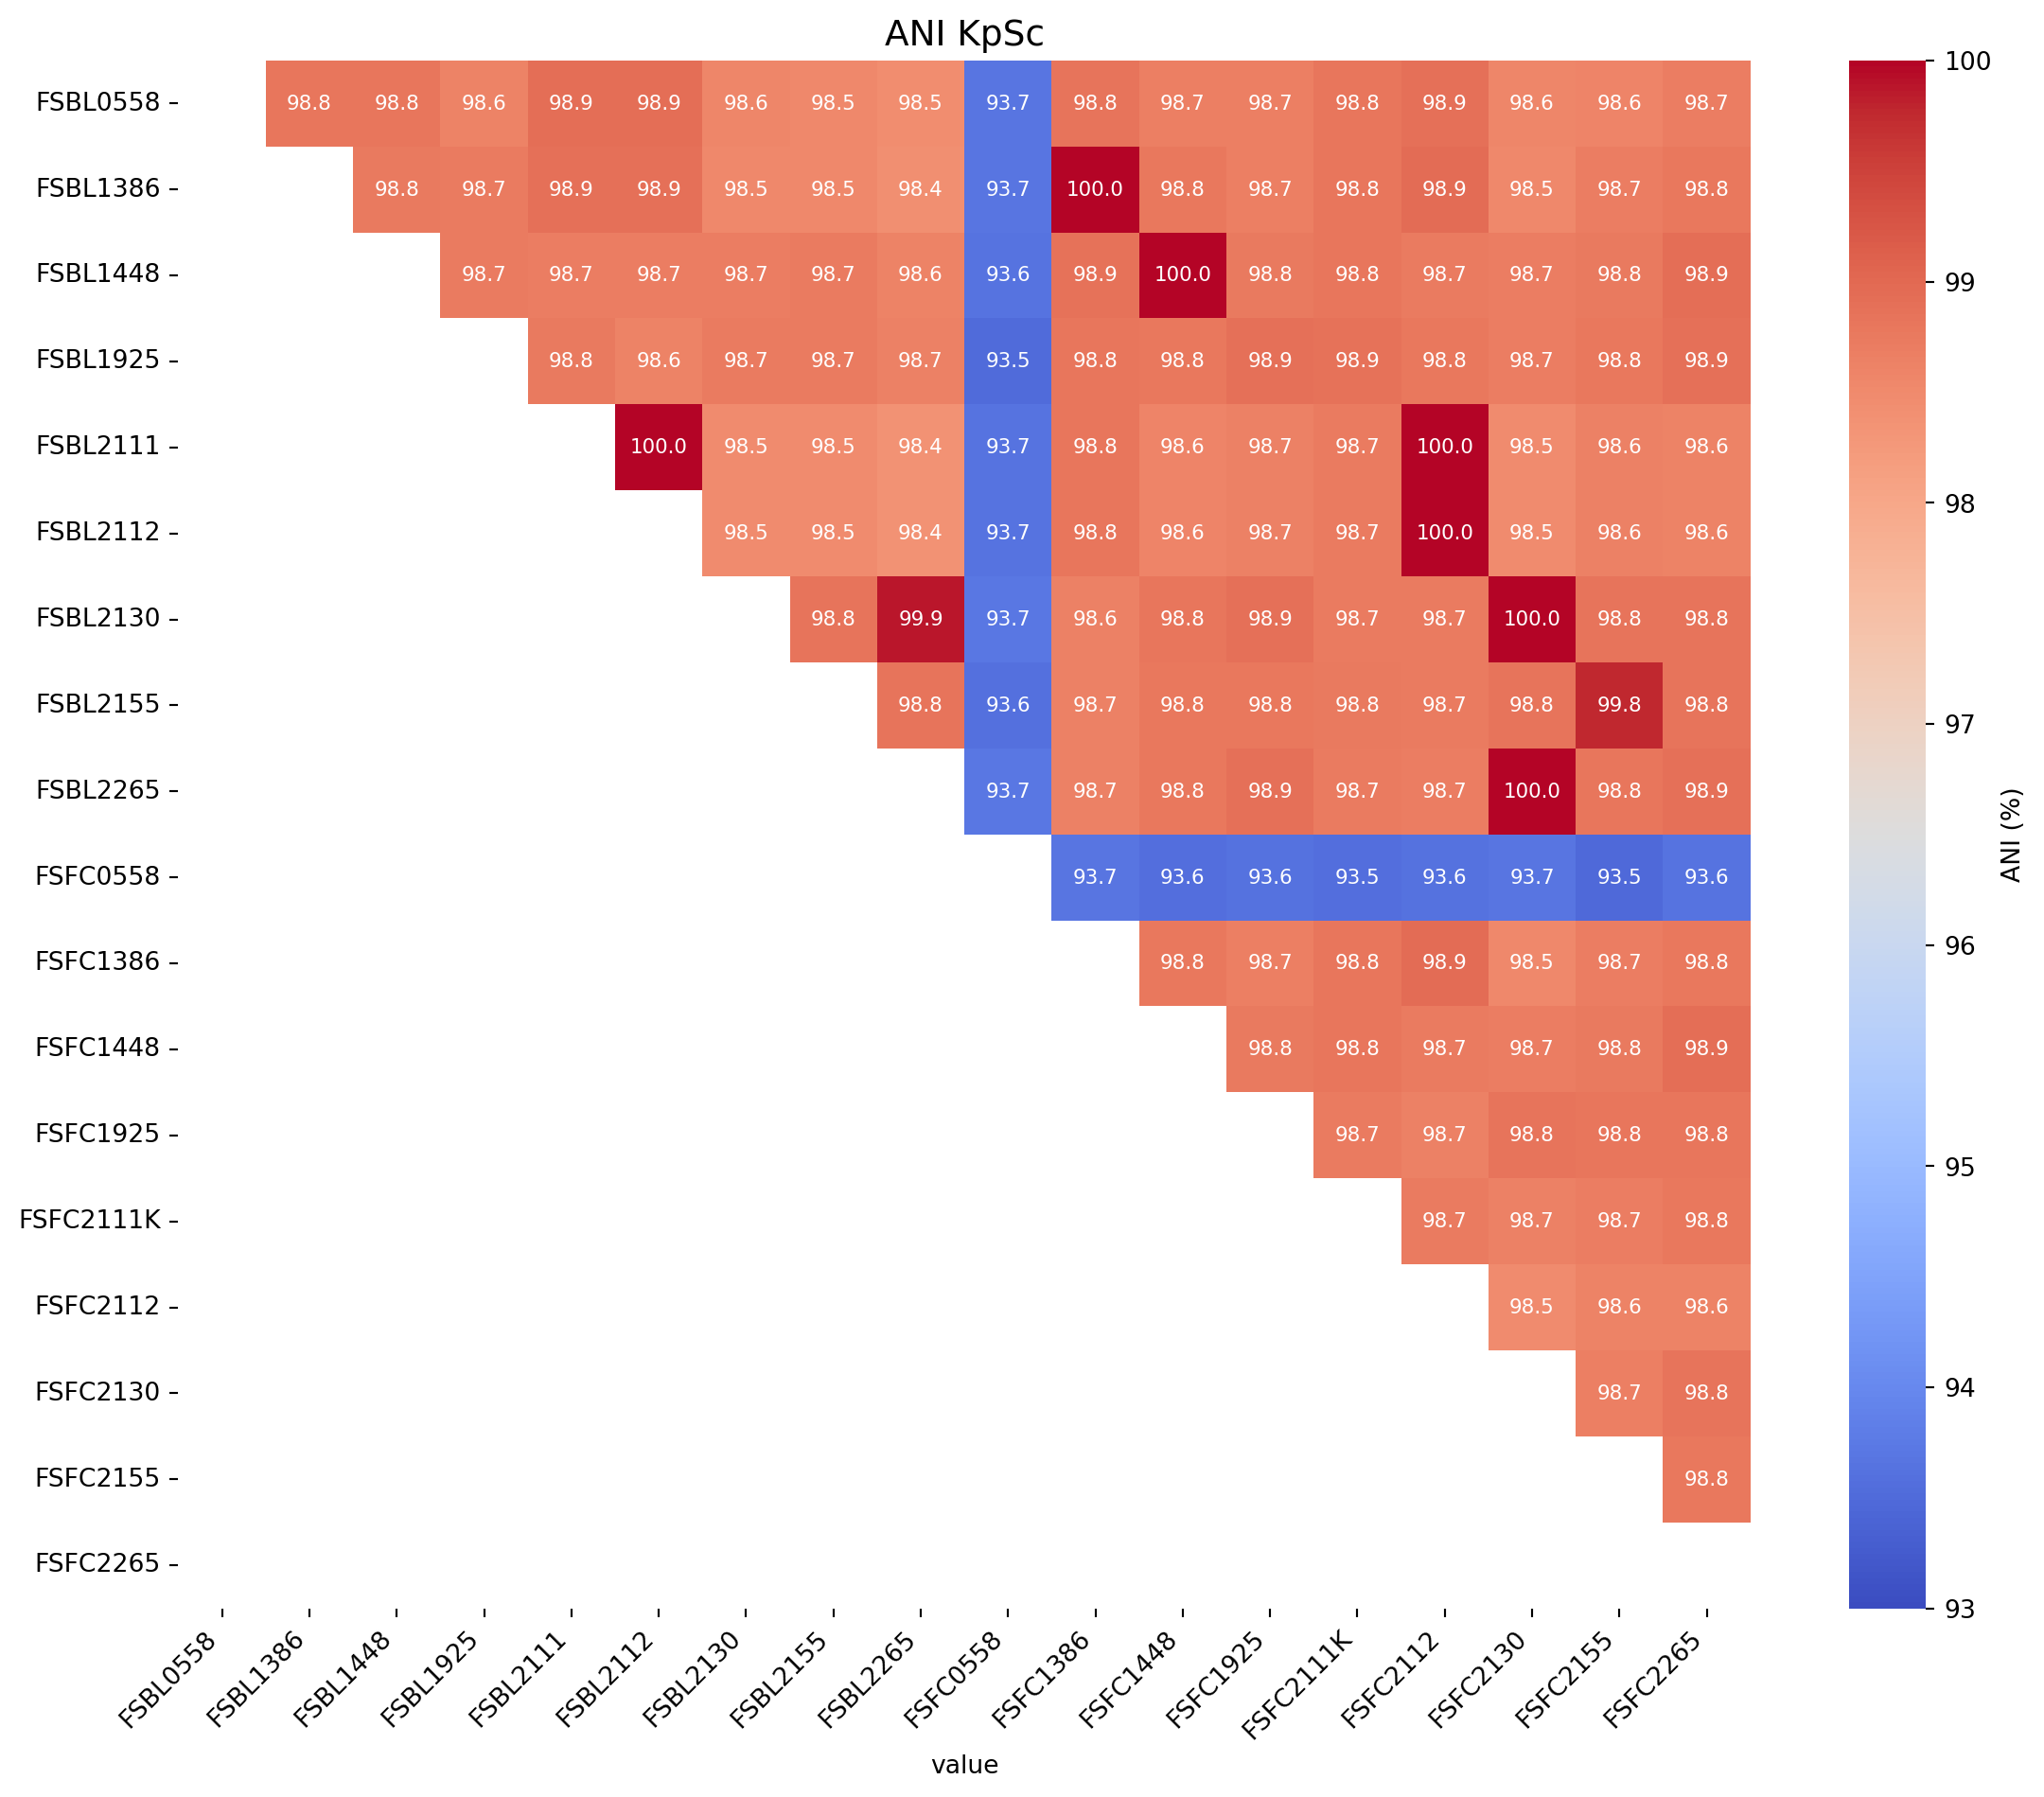 ANI KpSc
FSBL0558 98.8 98.8 98.6 98.9 98.9 98.6 98.5 98.5 93.7 98.8 98.7 98.7 98.8 98.9 98.6 98.6 98.7
FSBL1386 98.8 98.7 98.9 98.9 98.5 98.5 98.4 93.7 100.0 98.8 98.7 98.8 98.9 98.5 98.7 98.8
FSBL1448 98.7 98.7 98.7 98.7 98.7 98.6 93.6 98.9 100.0 98.8 98.8 98.7 98.7 98.8 98.9
FSBL1925 98.8 98.6 98.7 98.7 98.7 93.5 98.8 98.8 98.9 98.9 98.8 98.7 98.8 98.9
FSBL2111 100.0 98.5 98.5 98.4 93.7 98.8 98.6 98.7 98.7 100.0 98.5 98.6 98.6
FSBL2112 98.5 98.5 98.4 93.7 98.8 98.6 98.7 98.7 100.0 98.5 98.6 98.6
FSBL2130 98.8 99.9 93.7 98.6 98.8 98.9 98.7 98.7 100.0 98.8 98.8
FSBL2155 98.8 93.6 98.7 98.8 98.8 98.8 98.7 98.8 99.8 98.8
FSBL2265 93.7 98.7 98.8 98.9 98.7 98.7 100.0 98.8 98.9
FSFC0558 93.7 93.6 93.6 93.5 93.6 93.7 93.5 93.6
FSFC1386 98.8 98.7 98.8 98.9 98.5 98.7 98.8
FSFC1448 98.8 98.8 98.7 98.7 98.8 98.9
FSFC1925 98.7 98.7 98.8 98.8 98.8
FSFC2111K 98.7 98.7 98.7 98.8
FSFC2112 98.5 98.6 98.6
FSFC2130 98.7 98.8
FSFC2155 98.8
FSFC2265
FSBL0558 FSBL1386 FSBL1448 FSBL1925 FSBL2111 FSBL2112 FSBL2130 FSBL2155 FSBL2265 FSFC0558 FSFC1386 FSFC1448 FSFC1925 FSFC2111K FSFC2112 FSFC2130 FSFC2155 FSFC2265
value
100
99
98
97
96
95
94
93
ANI (%)